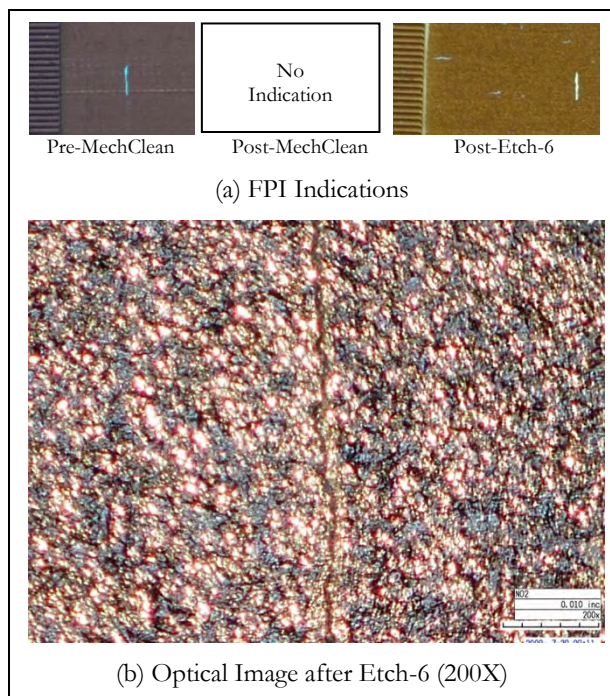 No
Indication
Pre-MechClean
Post-MechClean
Post-Etch-6
(a) FPI Indications
NO2
0.010 inc
200x
(b) Optical Image after Etch-6 (200X)